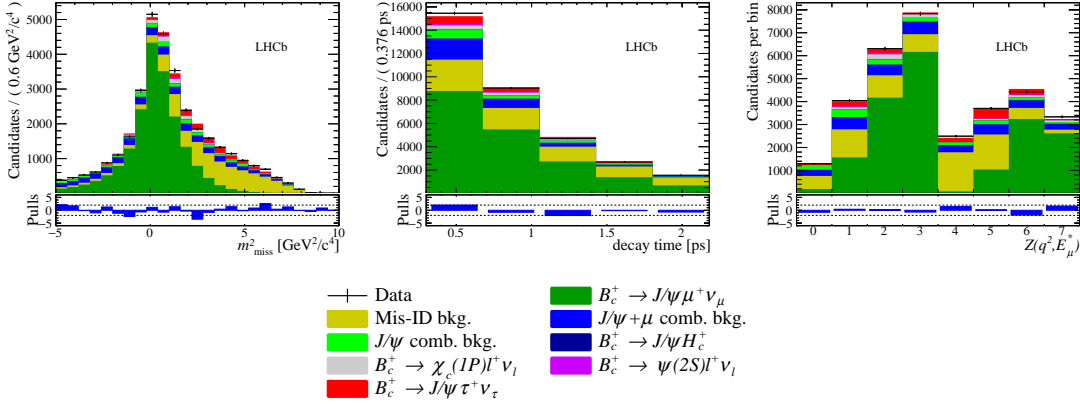 Candidates / ( 0.6 GeV²/c⁴)
5000
4000
3000
2000
1000
LHCb
Pulls
5
0
−5
−5 0 5 10
m²miss [GeV²/c⁴]
Candidates / ( 0.376 ps)
16000
14000
12000
10000
8000
6000
4000
2000
LHCb
Pulls
5
0
−5
0.5 1 1.5 2
decay time [ps]
Candidates per bin
8000
7000
6000
5000
4000
3000
2000
1000
0
LHCb
Pulls
5
0
−5
0 1 2 3 4 5 6 7
Z(q²,E*μ)
Data
Mis-ID bkg.
J/ψ comb. bkg.
B⁺c → χc(1P)l⁺νl
B⁺c → J/ψτ⁺ντ
B⁺c → J/ψμ⁺νμ
J/ψ+μ comb. bkg.
B⁺c → J/ψH⁺c
B⁺c → ψ(2S)l⁺νl